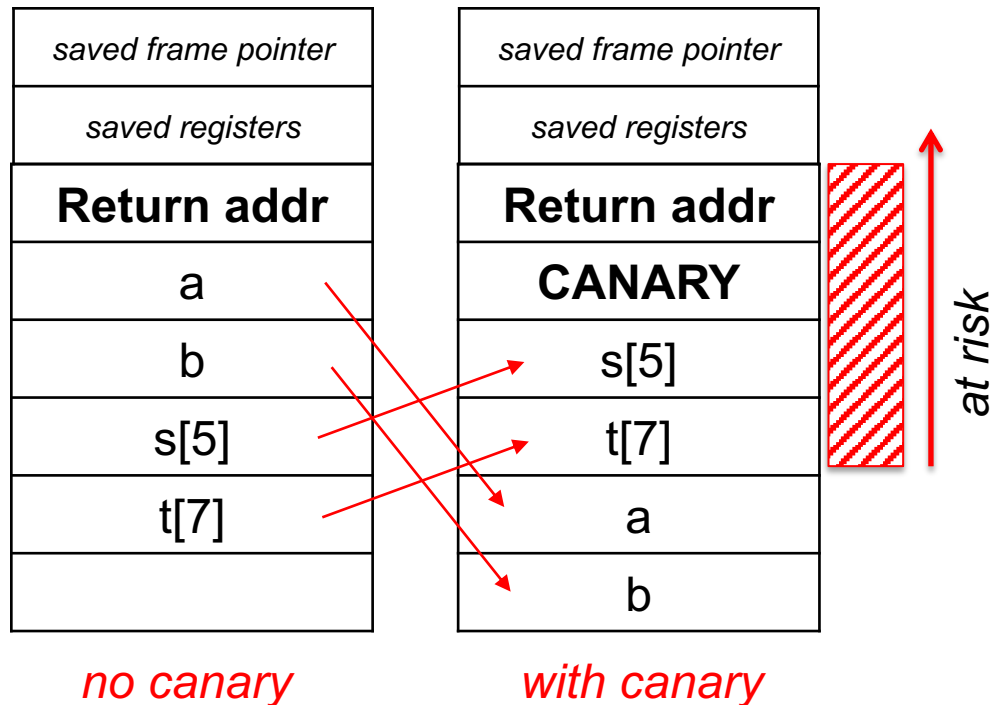 saved frame pointer
saved registers
Return addr
a
b
s[5]
t[7]
no canary
saved frame pointer
saved registers
Return addr
CANARY
s[5]
t[7]
a
b
with canary
at risk